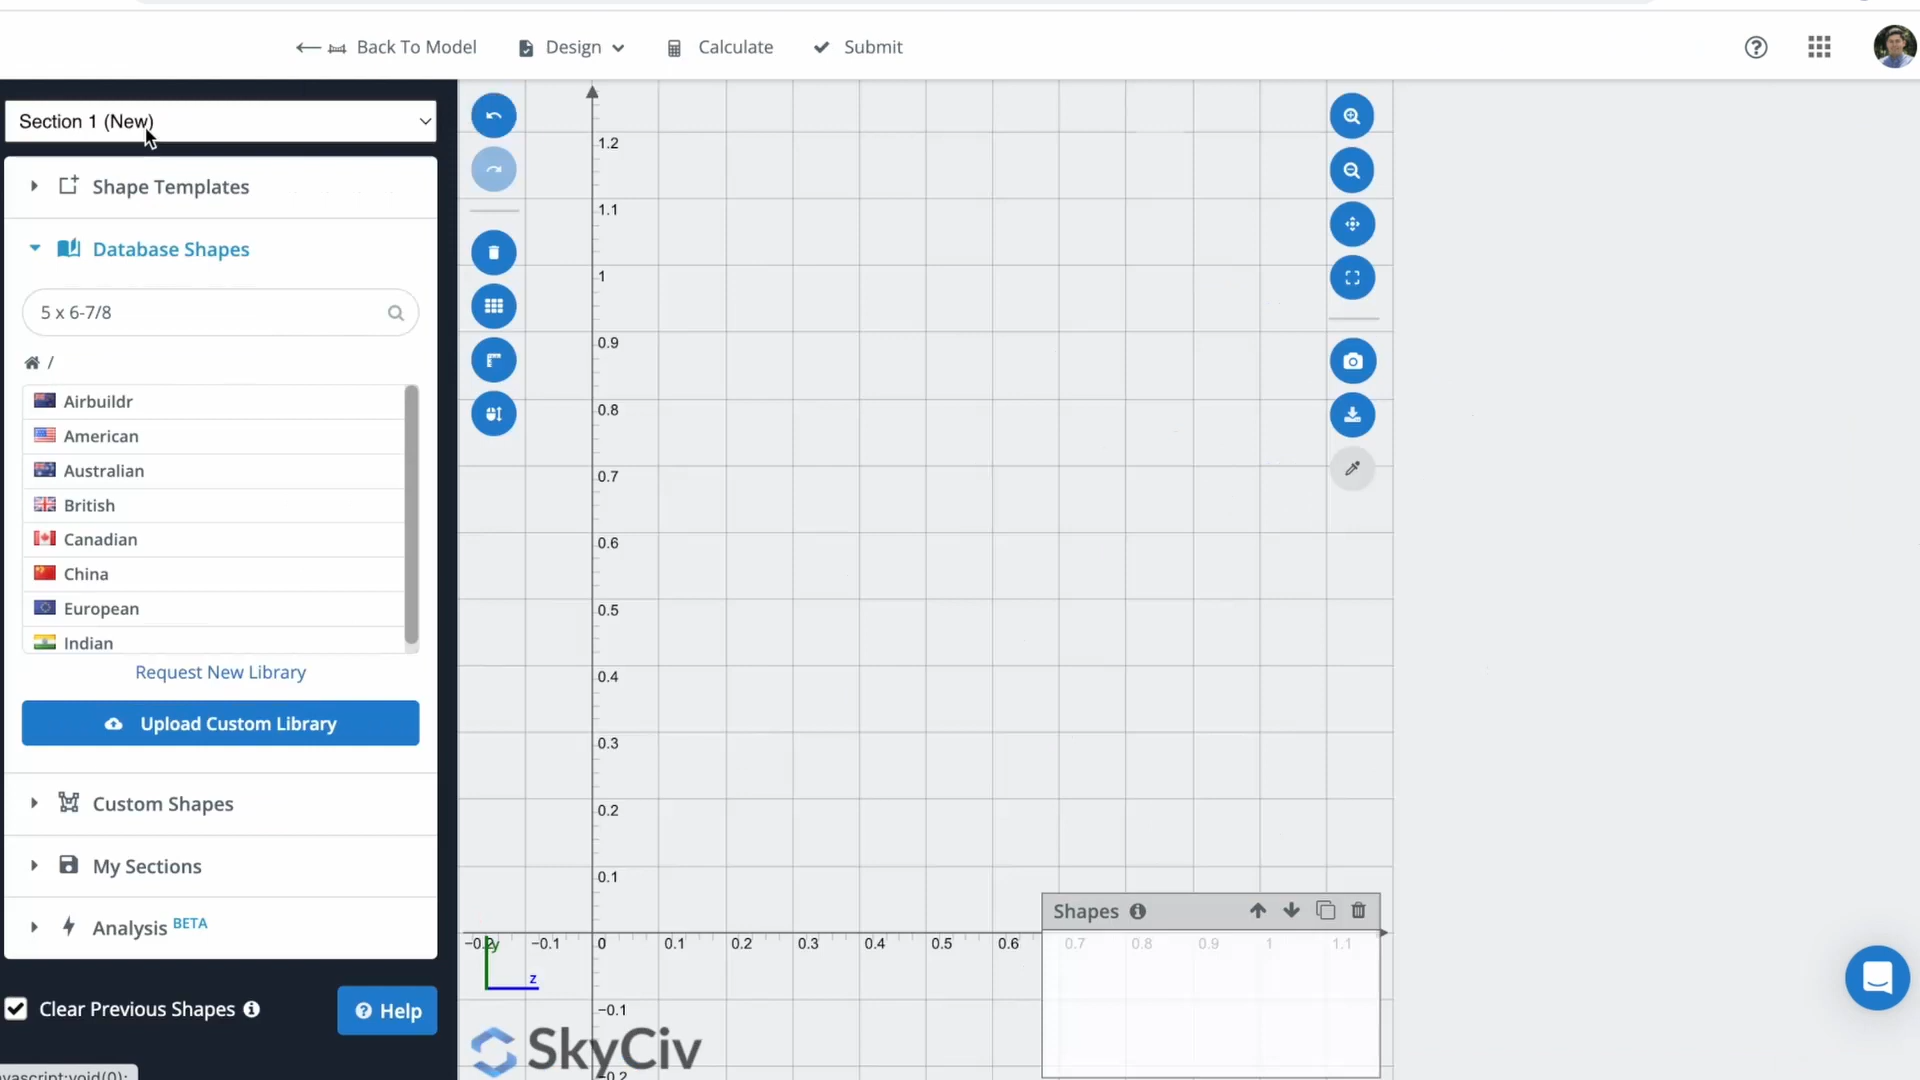 Back To Model
Design
Calculate
Submit
Section 1 (New)
Shape Templates
Database Shapes
5 x 6-7/8
/
Airbuildr
American
Australian
British
Canadian
China
European
Indian
Request New Library
Upload Custom Library
Custom Shapes
My Sections
Analysis BETA
Clear Previous Shapes
Help
1.2
1.1
1
0.9
0.8
0.7
0.6
0.5
0.4
0.3
0.2
0.1
Shapes
−0.2 −0.1 0 0.1 0.2 0.3 0.4 0.5 0.6 0.7 0.8 0.9 1 1.1
y
z
−0.1
SkyCiv
−0.2